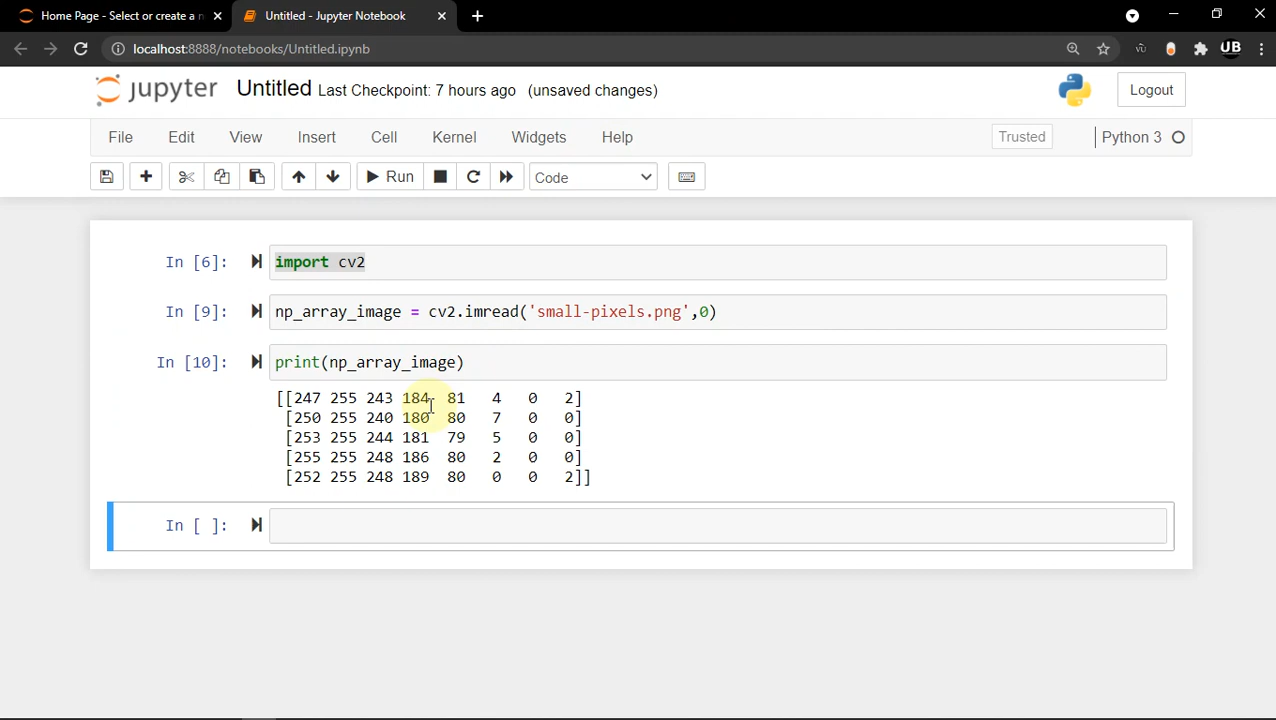 Home Page - Select or create a n
Untitled - Jupyter Notebook
localhost:8888/notebooks/Untitled.ipynb
UB
jupyter Untitled Last Checkpoint: 7 hours ago (unsaved changes)
Logout
File Edit View Insert Cell Kernel Widgets Help
Trusted
Python 3
Run
Code
In [6]: import cv2
In [9]: np_array_image = cv2.imread('small-pixels.png',0)
In [10]: print(np_array_image)
[[247 255 243 184 81 4 0 2]
[250 255 240 180 80 7 0 0]
[253 255 244 181 79 5 0 0]
[255 255 248 186 80 2 0 0]
[252 255 248 189 80 0 0 2]]
In [ ]: